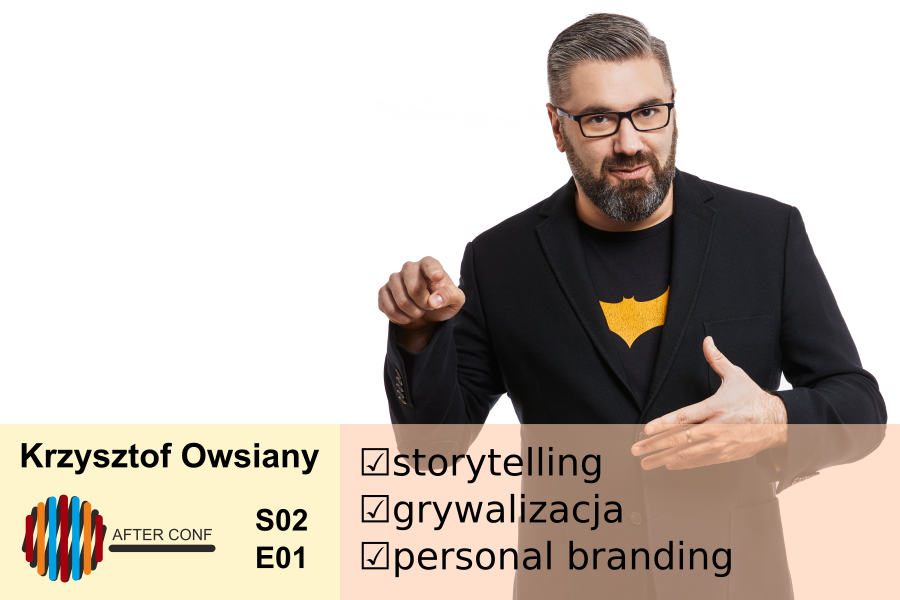 Krzysztof Owsiany
AFTER CONF
S02
E01
☑storytelling
☑grywalizacja
☑personal branding